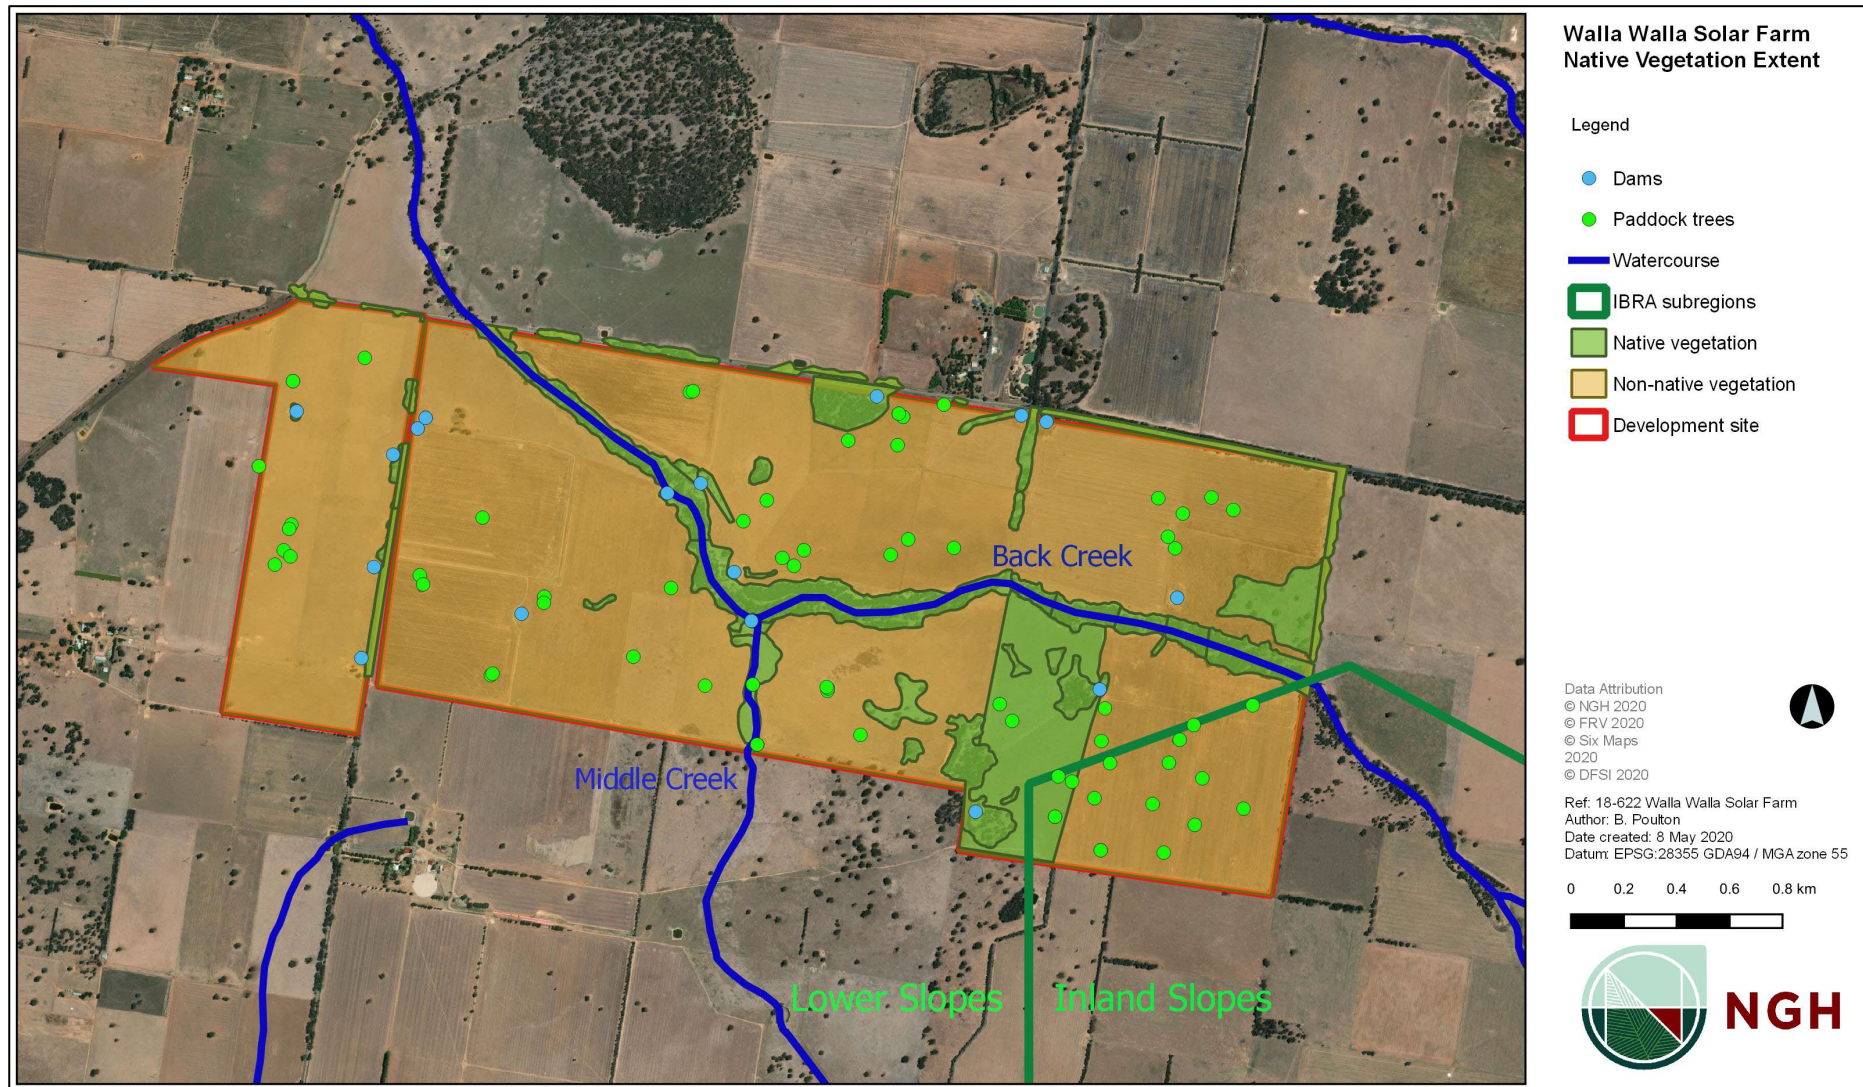 Walla Walla Solar Farm
Native Vegetation Extent
Legend
Dams
Paddock trees
Watercourse
IBRA subregions
Native vegetation
Non-native vegetation
Development site
Back Creek
Middle Creek
Lower Slopes
Inland Slopes
Data Attribution
© NGH 2020
© FRV 2020
© Six Maps
2020
© DFSI 2020
Ref: 18-622 Walla Walla Solar Farm
Author: B. Poulton
Date created: 8 May 2020
Datum: EPSG:28355 GDA94 / MGA zone 55
0 0.2 0.4 0.6 0.8 km
NGH